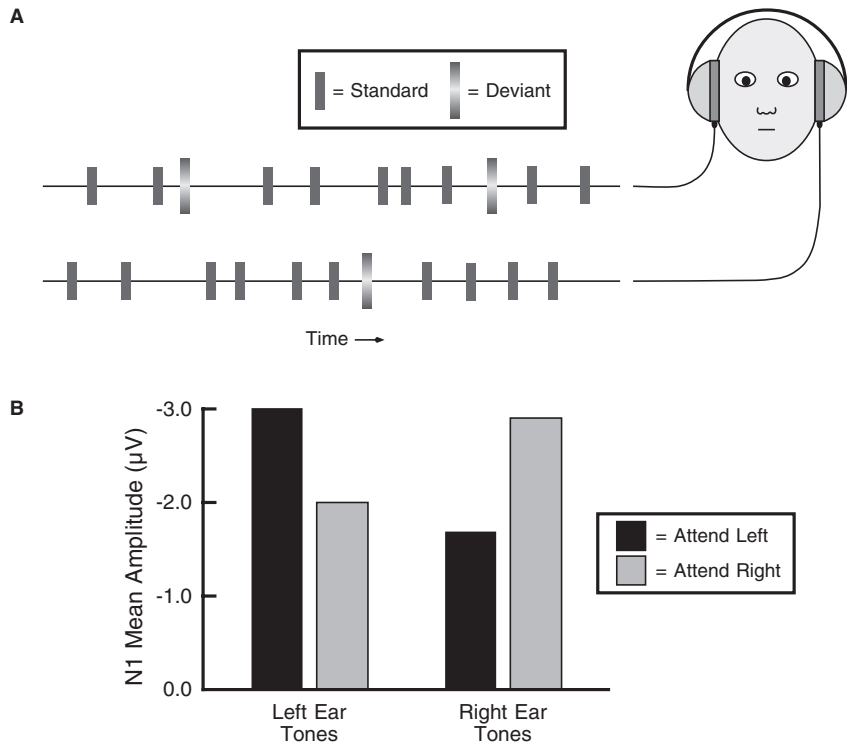 A
= Standard = Deviant
Time
B
N1 Mean Amplitude (µV)
-3.0
-2.0
-1.0
0.0
Left Ear
Tones
Right Ear
Tones
= Attend Left
= Attend Right